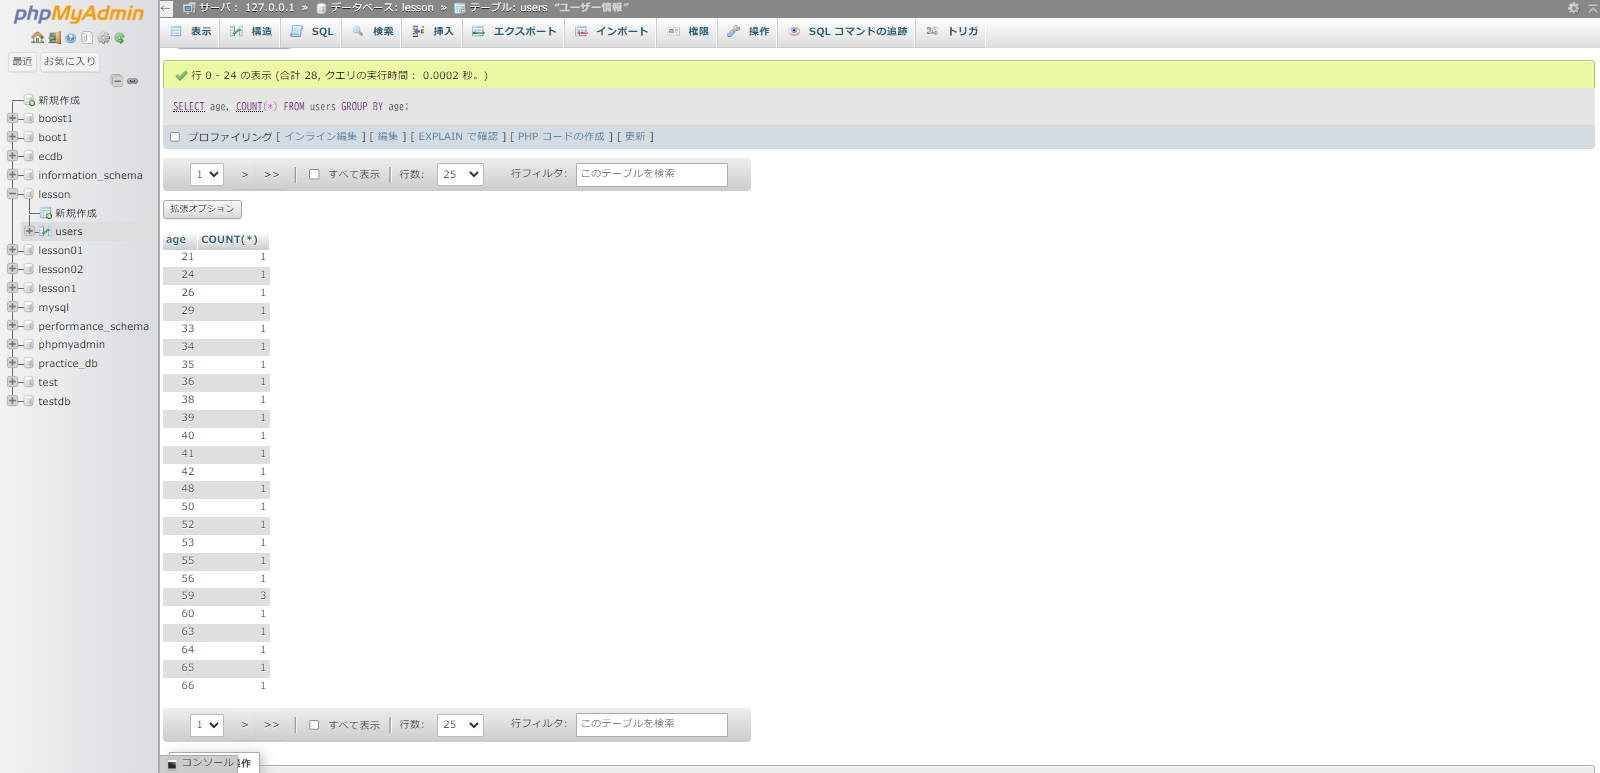 phpMyAdmin
最近 お気に入り
新規作成
boost1
boot1
ecdb
information_schema
lesson
新規作成
users
lesson01
lesson02
lesson1
mysql
performance_schema
phpmyadmin
practice_db
test
testdb
サーバ: 127.0.0.1 » データベース: lesson » テーブル: users “ユーザー情報”
表示 構造 SQL 検索 挿入 エクスポート インポート 権限 操作 SQL コマンドの追跡 トリガ
行 0 - 24 の表示 (合計 28, クエリの実行時間: 0.0002 秒。)
SELECT age, COUNT(*) FROM users GROUP BY age;
プロファイリング [ インライン編集 ] [ 編集 ] [ EXPLAIN で確認 ] [ PHP コードの作成 ] [ 更新 ]
1 > >> すべて表示 行数: 25 行フィルタ: このテーブルを検索
拡張オプション
age COUNT(*)
21 1
24 1
26 1
29 1
33 1
34 1
35 1
36 1
38 1
39 1
40 1
41 1
42 1
48 1
50 1
52 1
53 1
55 1
56 1
59 3
60 1
63 1
64 1
65 1
66 1
1 > >> すべて表示 行数: 25 行フィルタ: このテーブルを検索
コンソール 操作